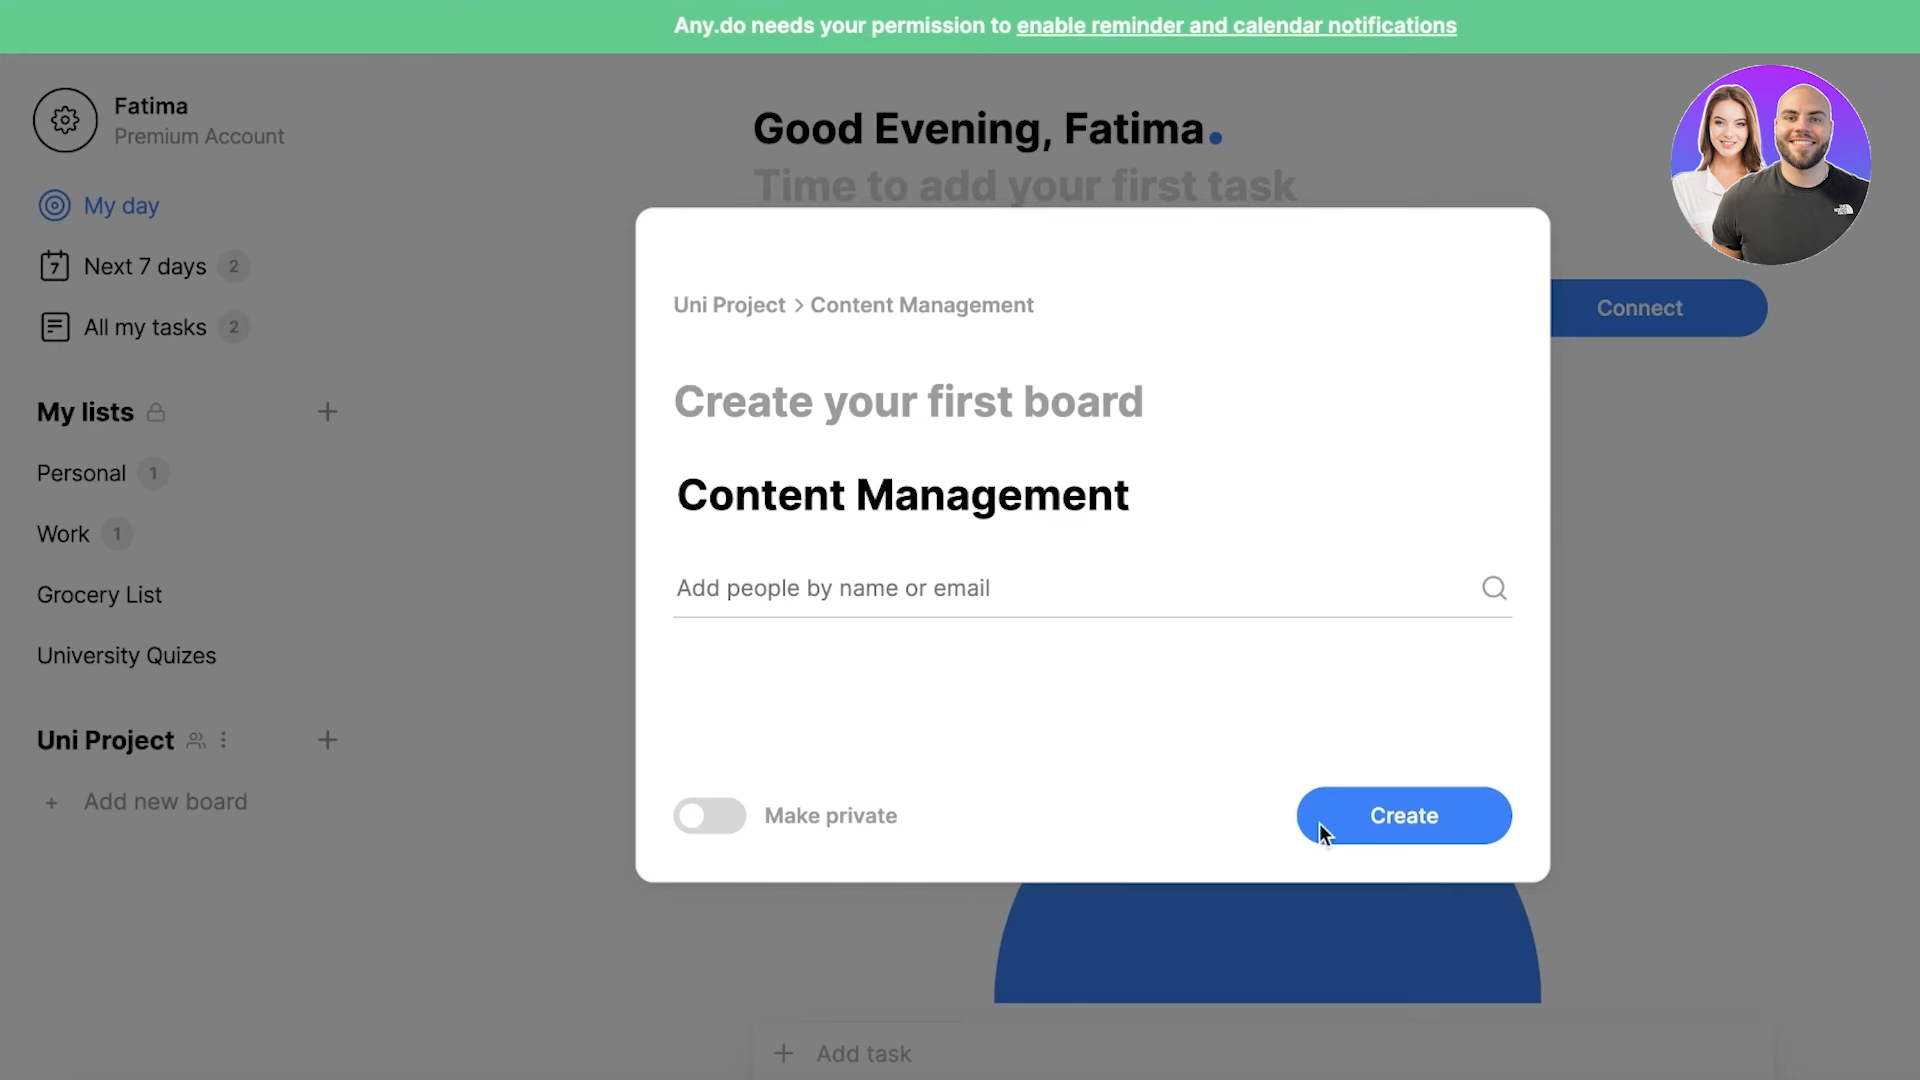 Any.do needs your permission to enable reminder and calendar notifications
Fatima
Premium Account
My day
7 Next 7 days 2
All my tasks 2
My lists
Personal 1
Work 1
Grocery List
University Quizes
Uni Project
+ Add new board
Good Evening, Fatima.
Time to add your first task
Connect
Uni Project > Content Management
Create your first board
Content Management
Add people by name or email
Make private
Create
+ Add task